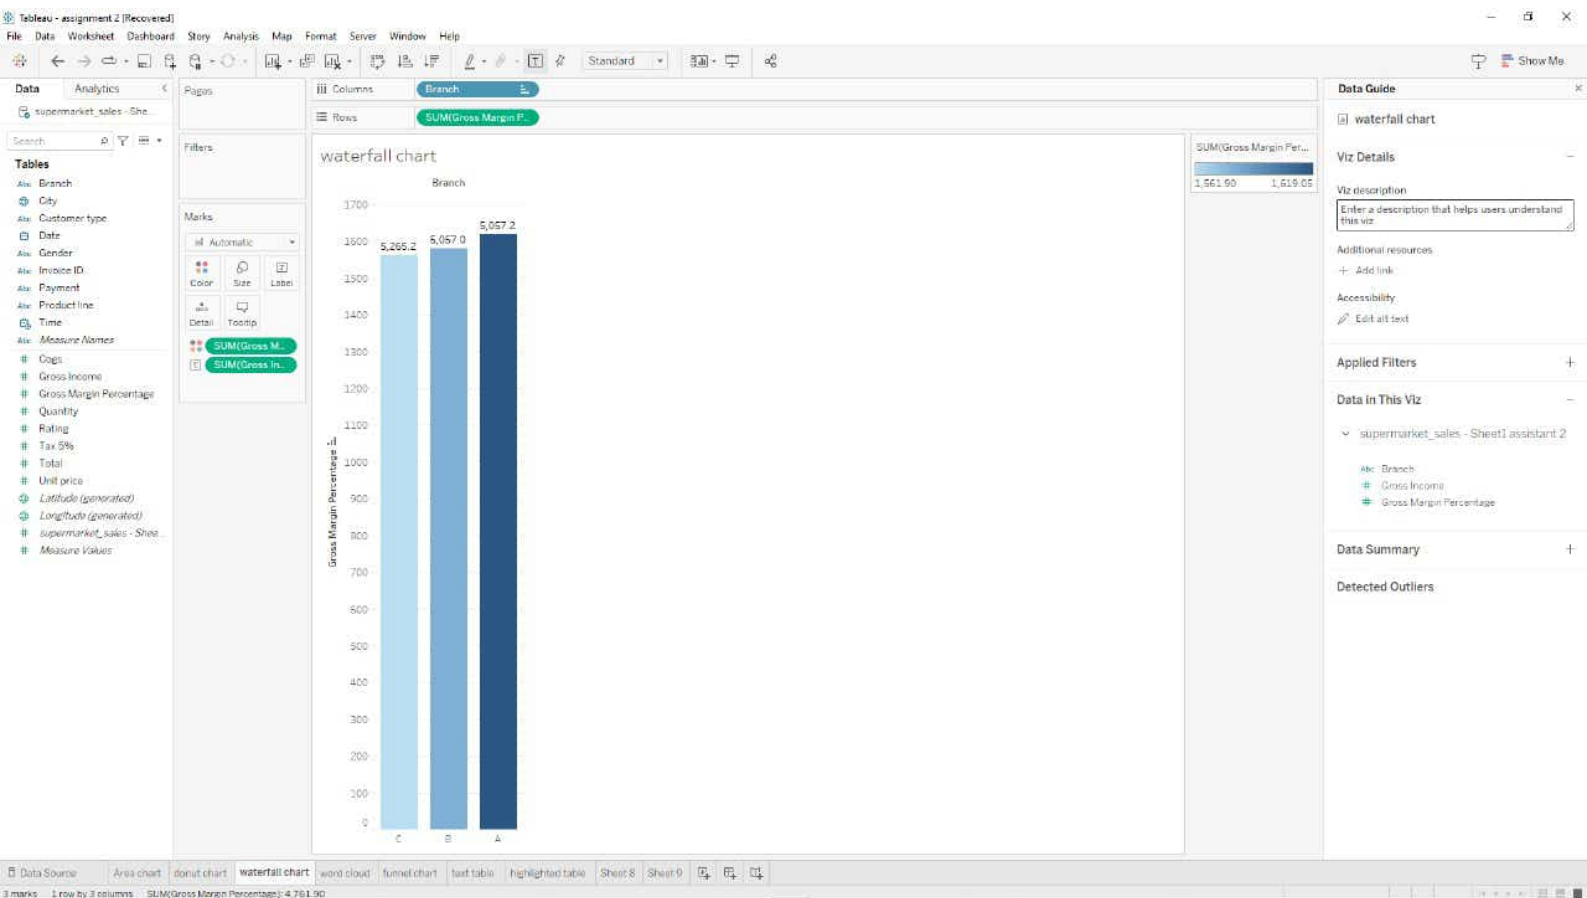 Tableau - assignment 2 [Recovered]
File Data Worksheet Dashboard Story Analysis Map Format Server Window Help
Standard
Show Me
Data Analytics
supermarket_sales - She...
Search
Tables
Abc Branch
City
Abc Customer type
Date
Abc Gender
Abc Invoice ID
Abc Payment
Abc Product line
Time
Abc Measure Names
# Cogs
# Gross Income
# Gross Margin Percentage
# Quantity
# Rating
# Tax 5%
# Total
# Unit price
Latitude (generated)
Longitude (generated)
# supermarket_sales - Shee...
# Measure Values
Pages
Filters
Marks
Automatic
Color Size Label
Detail Tooltip
SUM(Gross M..
SUM(Gross In..
Columns Branch
Rows SUM(Gross Margin P..
waterfall chart
Branch
1700
1600
1500
1400
1300
1200
1100
1000
900
800
700
600
500
400
300
200
100
0
Gross Margin Percentage
5,265.2
5,057.0
5,057.2
C B A
SUM(Gross Margin Per...
1,561.90 1,619.05
Data Guide
waterfall chart
Viz Details
Viz description
Enter a description that helps users understand
this viz
Additional resources
+ Add link
Accessibility
Edit alt text
Applied Filters
Data in This Viz
supermarket_sales - Sheet1 assistant 2
Abc Branch
# Gross Income
# Gross Margin Percentage
Data Summary
Detected Outliers
Data Source Area chart donut chart waterfall chart word cloud funnel chart text table highlighted table Sheet 8 Sheet 9
3 marks 1 row by 3 columns SUM(Gross Margin Percentage): 4,761.90